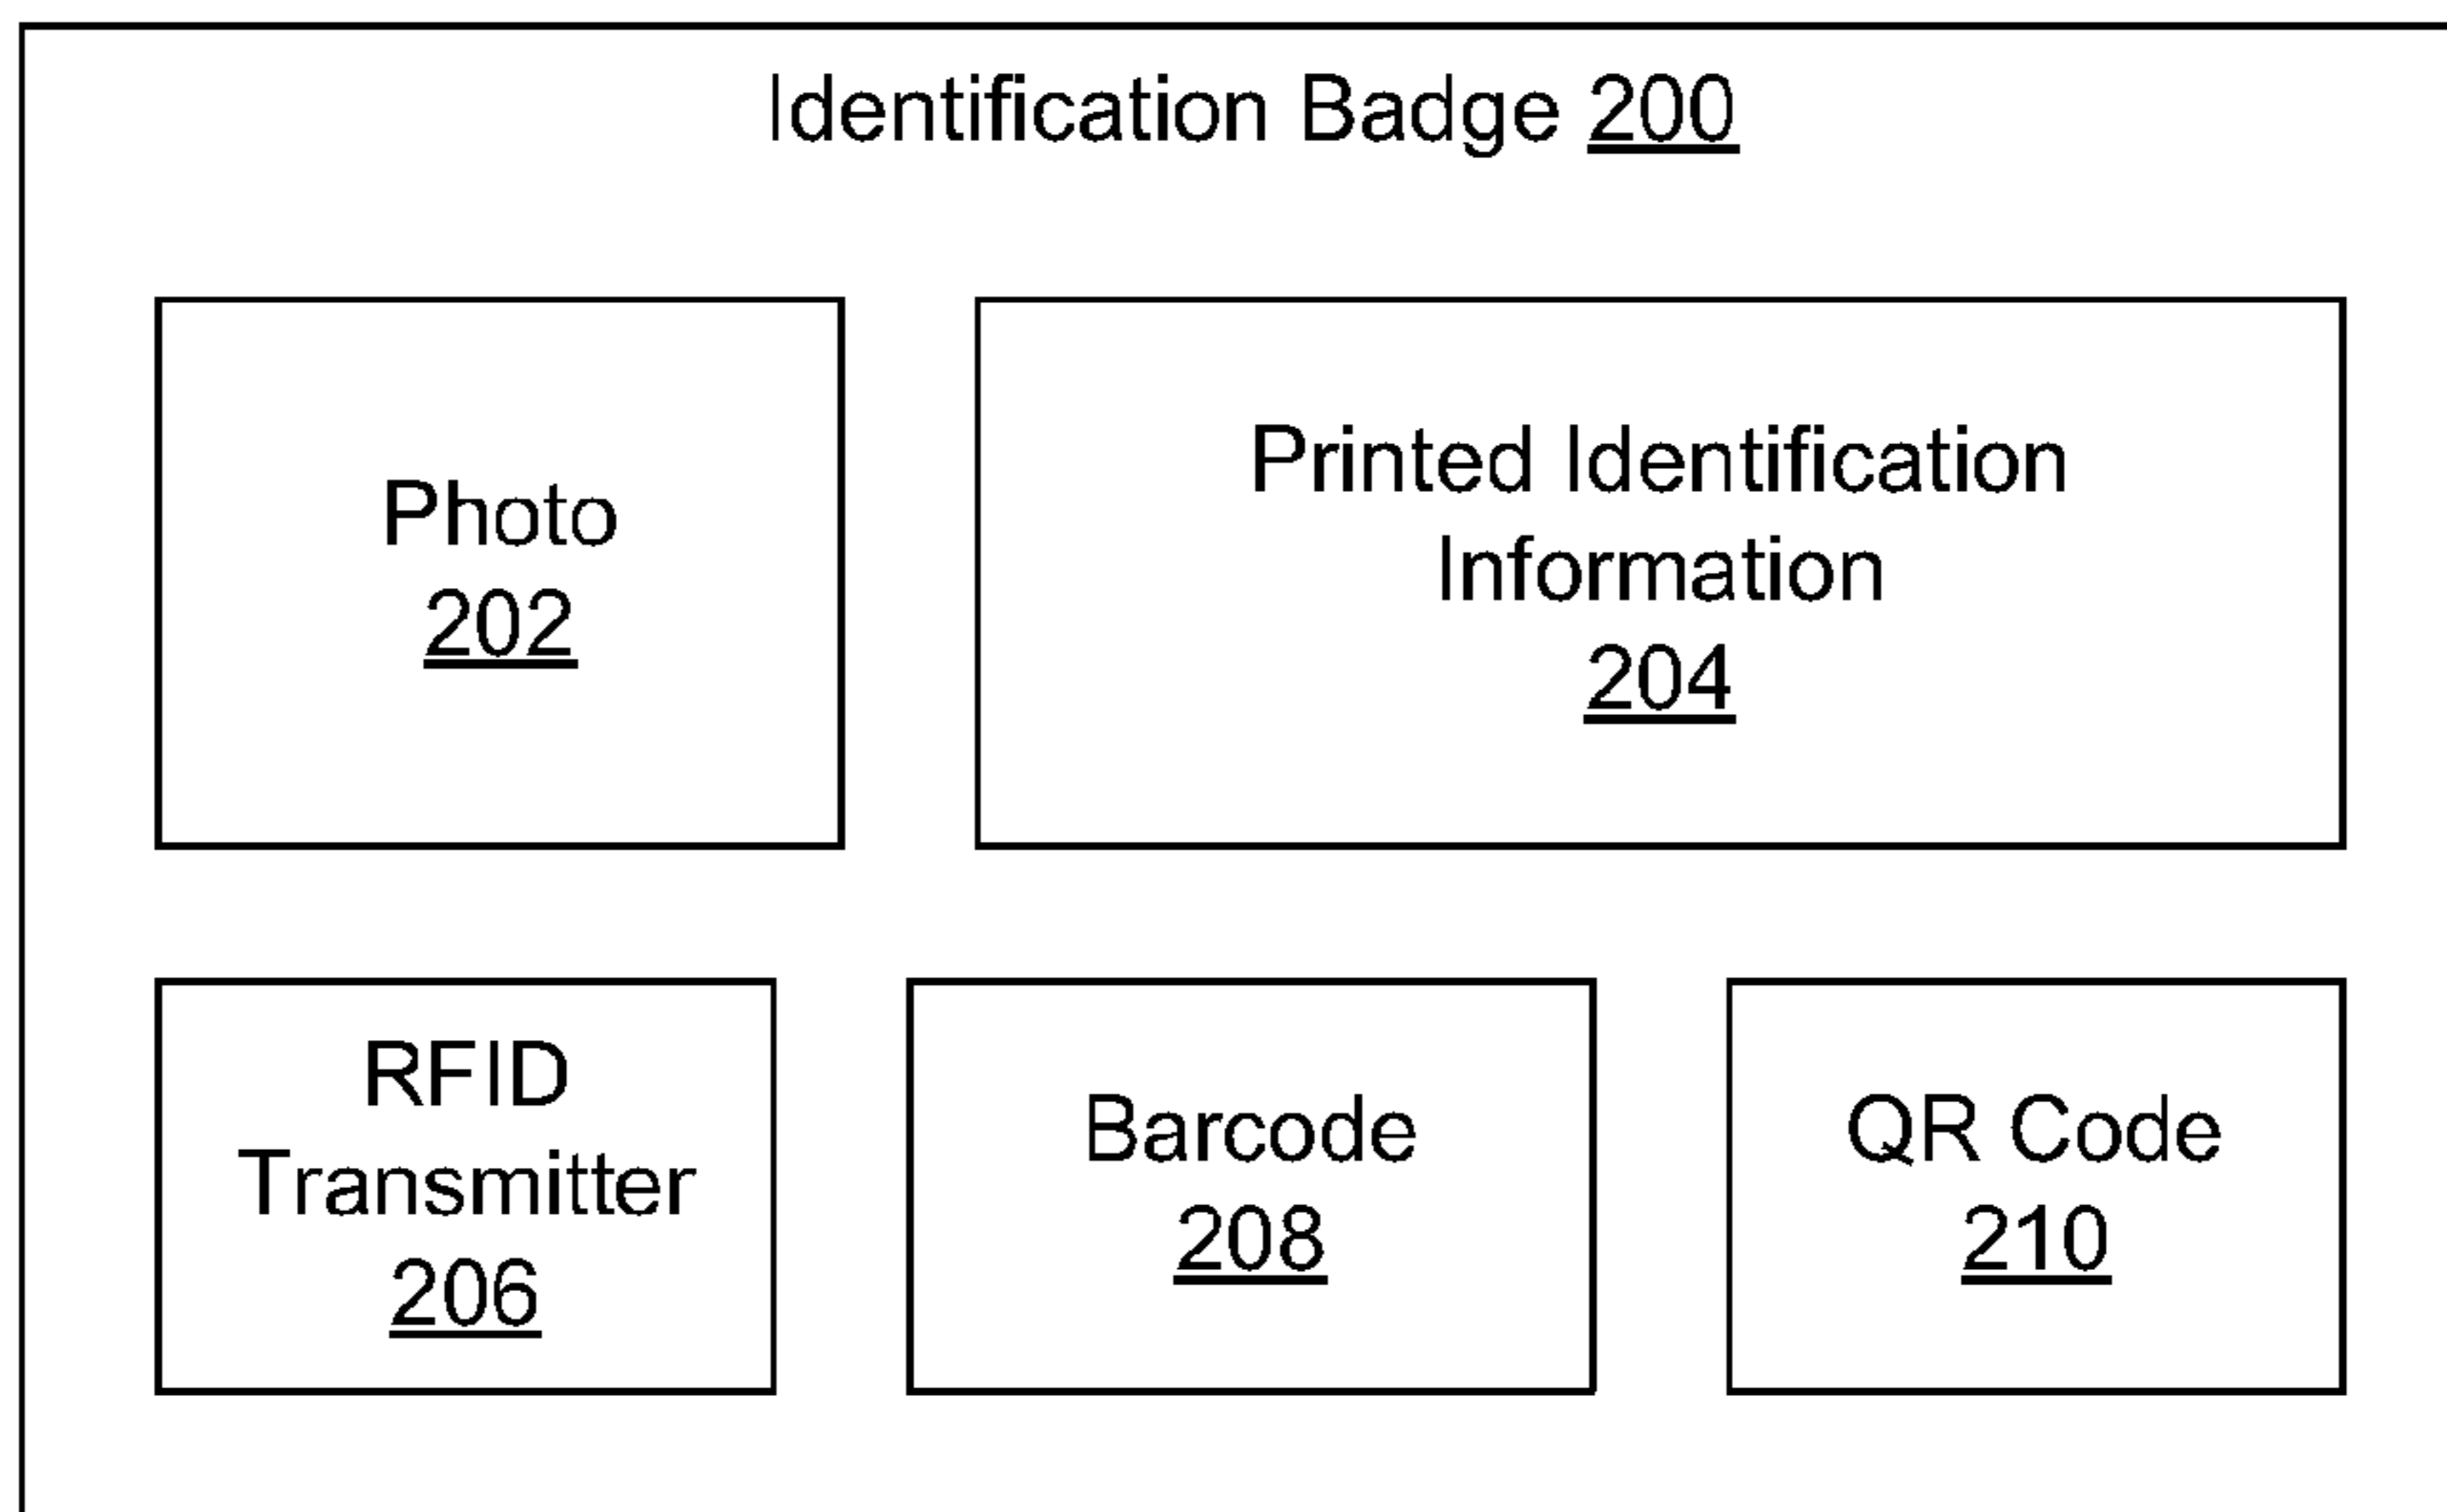 Identification Badge 200
Photo
202
Printed Identification
Information
204
RFID
Transmitter
206
Barcode
208
QR Code
210